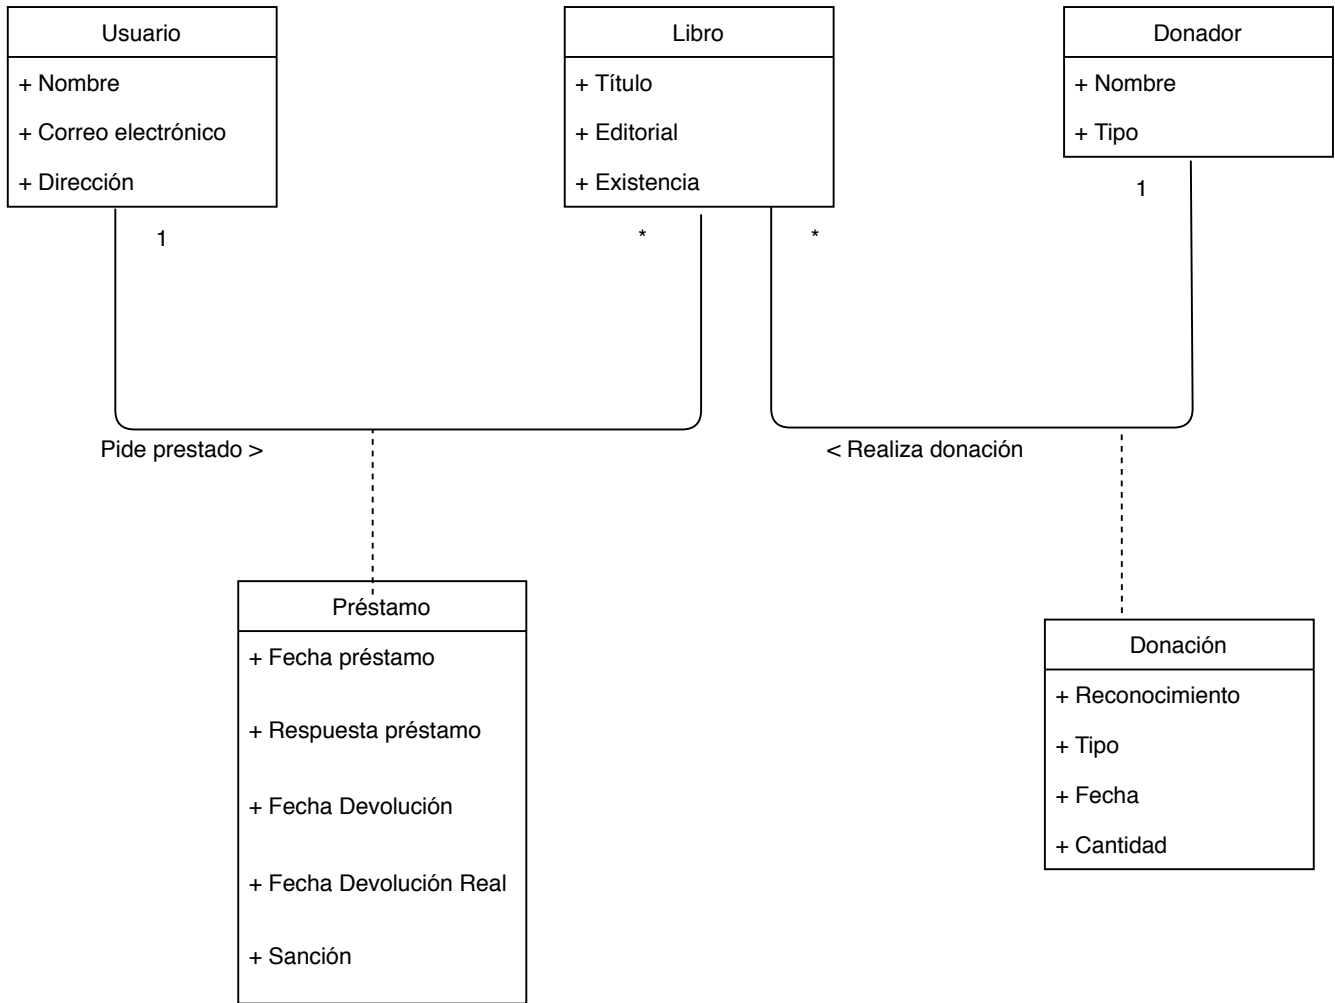 Usuario
+ Nombre
+ Correo electrónico
+ Dirección
Libro
+ Título
+ Editorial
+ Existencia
Donador
+ Nombre
+ Tipo
1
*
*
1
Pide prestado >
< Realiza donación
Préstamo
+ Fecha préstamo
+ Respuesta préstamo
+ Fecha Devolución
+ Fecha Devolución Real
+ Sanción
Donación
+ Reconocimiento
+ Tipo
+ Fecha
+ Cantidad